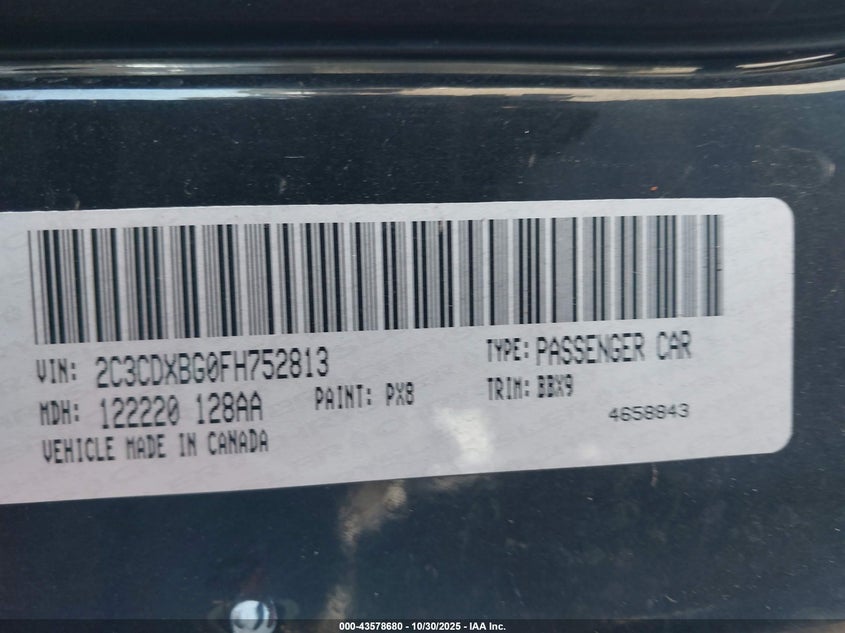 VIN: 2C3CDXBG0FH752813
TYPE: PASSENGER CAR
MDH: 122220 128AA
PAINT: PX8
TRIM: BBX9
4658843
VEHICLE MADE IN CANADA
000-43578680 - 10/30/2025 - IAA Inc.